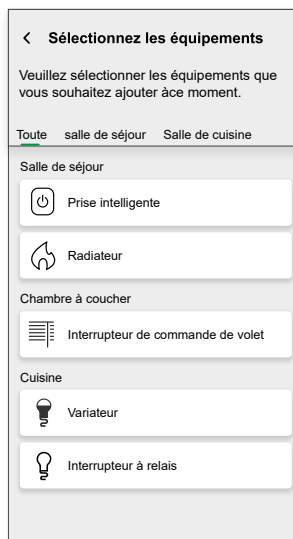 Sélectionnez les équipements
Veuillez sélectionner les équipements que
vous souhaitez ajouter àce moment.
Toute salle de séjour Salle de cuisine
Salle de séjour
Prise intelligente
Radiateur
Chambre à coucher
Interrupteur de commande de volet
Cuisine
Variateur
Interrupteur à relais